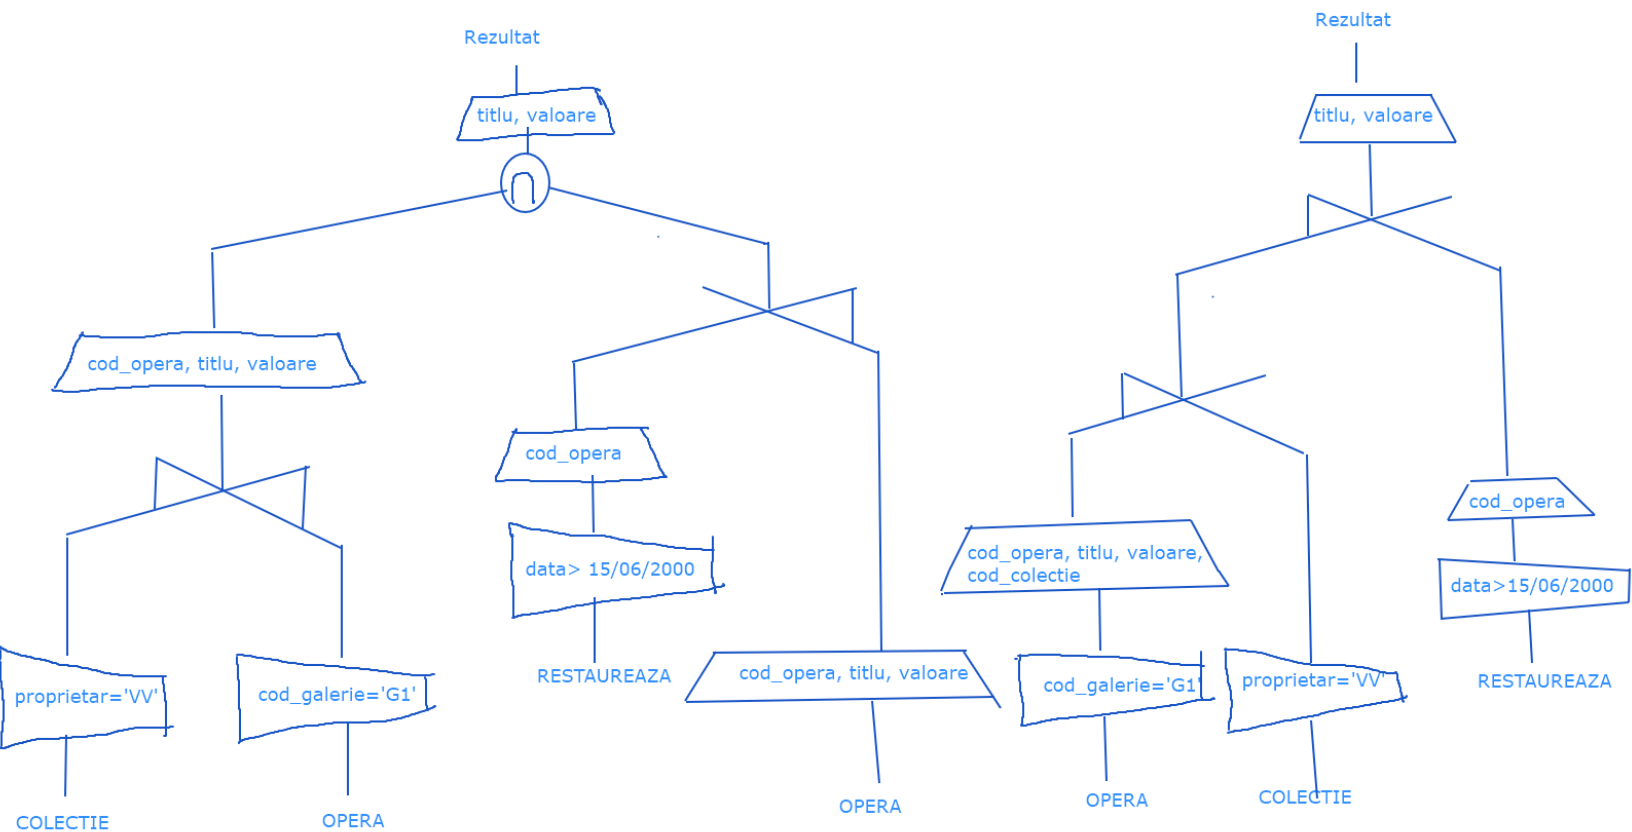 Rezultat
titlu, valoare
∩
cod_opera, titlu, valoare
cod_opera
data> 15/06/2000
RESTAUREAZA
proprietar='VV'
cod_galerie='G1'
cod_opera, titlu, valoare
COLECTIE
OPERA
OPERA
Rezultat
titlu, valoare
cod_opera, titlu, valoare,
cod_colectie
cod_opera
data>15/06/2000
cod_galerie='G1'
proprietar='VV'
RESTAUREAZA
OPERA
COLECTIE